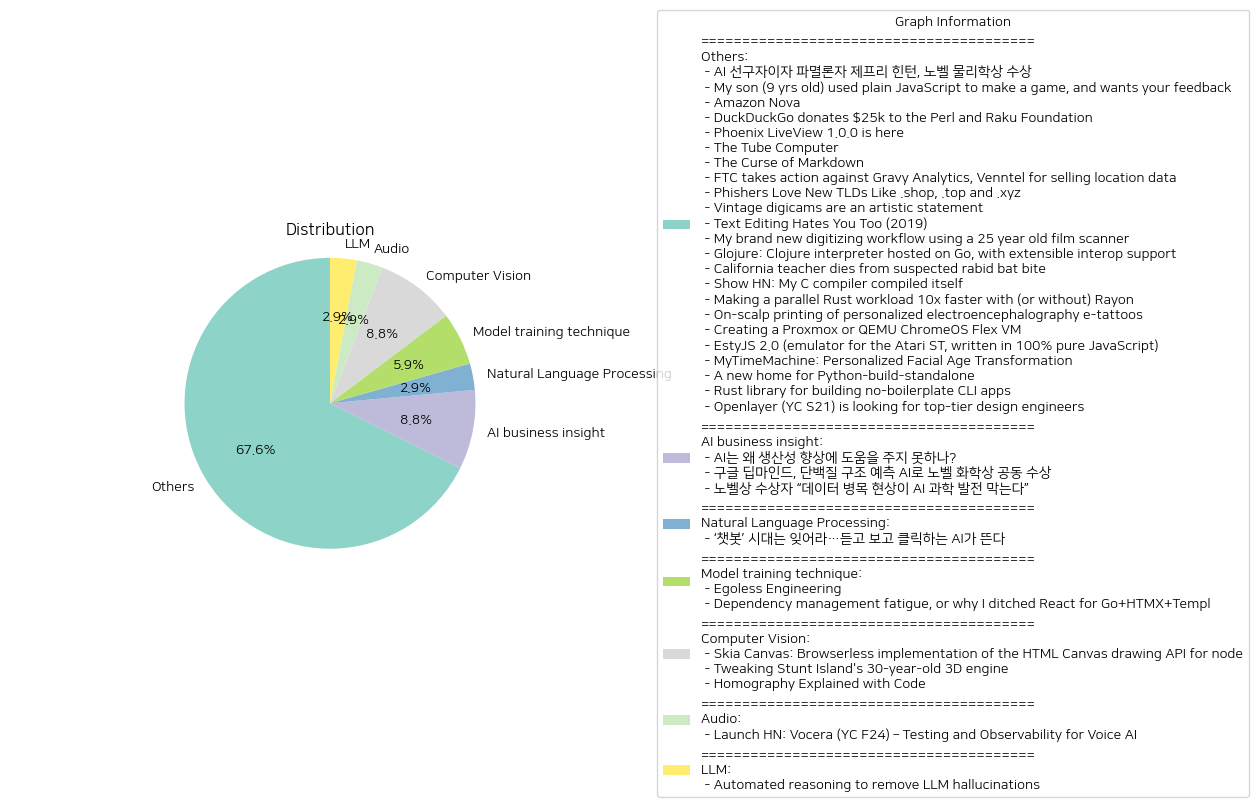 Distribution
LLM
Audio
Computer Vision
Model training technique
Natural Language Processing
AI business insight
Others
2.9%
2.9%
8.8%
5.9%
2.9%
8.8%
67.6%
Graph Information
========================================
Others:
- AI 선구자이자 파멸론자 제프리 힌턴, 노벨 물리학상 수상
- My son (9 yrs old) used plain JavaScript to make a game, and wants your feedback
- Amazon Nova
- DuckDuckGo donates $25k to the Perl and Raku Foundation
- Phoenix LiveView 1.0.0 is here
- The Tube Computer
- The Curse of Markdown
- FTC takes action against Gravy Analytics, Venntel for selling location data
- Phishers Love New TLDs Like .shop, .top and .xyz
- Vintage digicams are an artistic statement
- Text Editing Hates You Too (2019)
- My brand new digitizing workflow using a 25 year old film scanner
- Glojure: Clojure interpreter hosted on Go, with extensible interop support
- California teacher dies from suspected rabid bat bite
- Show HN: My C compiler compiled itself
- Making a parallel Rust workload 10x faster with (or without) Rayon
- On-scalp printing of personalized electroencephalography e-tattoos
- Creating a Proxmox or QEMU ChromeOS Flex VM
- EstyJS 2.0 (emulator for the Atari ST, written in 100% pure JavaScript)
- MyTimeMachine: Personalized Facial Age Transformation
- A new home for Python-build-standalone
- Rust library for building no-boilerplate CLI apps
- Openlayer (YC S21) is looking for top-tier design engineers
========================================
AI business insight:
- AI는 왜 생산성 향상에 도움을 주지 못하나?
- 구글 딥마인드, 단백질 구조 예측 AI로 노벨 화학상 공동 수상
- 노벨상 수상자 “데이터 병목 현상이 AI 과학 발전 막는다”
========================================
Natural Language Processing:
- ‘챗봇’ 시대는 잊어라…듣고 보고 클릭하는 AI가 뜬다
========================================
Model training technique:
- Egoless Engineering
- Dependency management fatigue, or why I ditched React for Go+HTMX+Templ
========================================
Computer Vision:
- Skia Canvas: Browserless implementation of the HTML Canvas drawing API for node
- Tweaking Stunt Island's 30-year-old 3D engine
- Homography Explained with Code
========================================
Audio:
- Launch HN: Vocera (YC F24) – Testing and Observability for Voice AI
========================================
LLM:
- Automated reasoning to remove LLM hallucinations